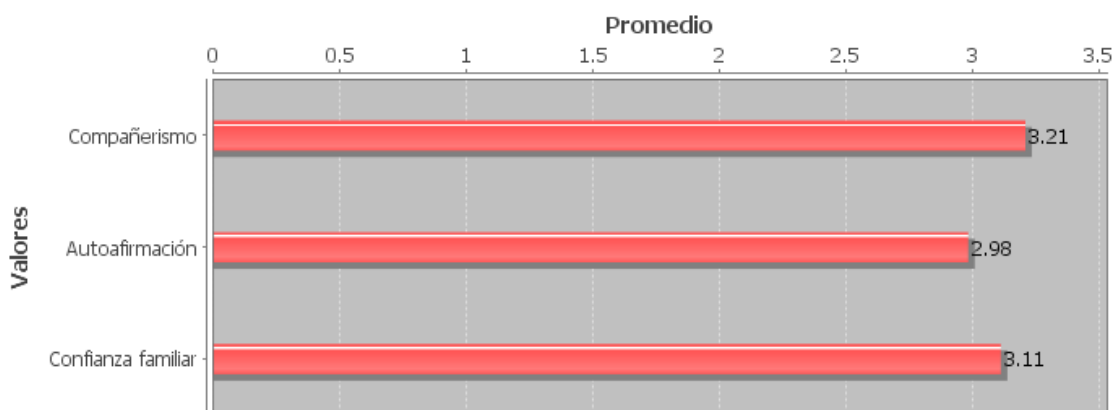 Promedio
0 0.5 1 1.5 2 2.5 3 3.5
Valores
Compañerismo 3.21
Autoafirmación 2.98
Confianza familiar 3.11